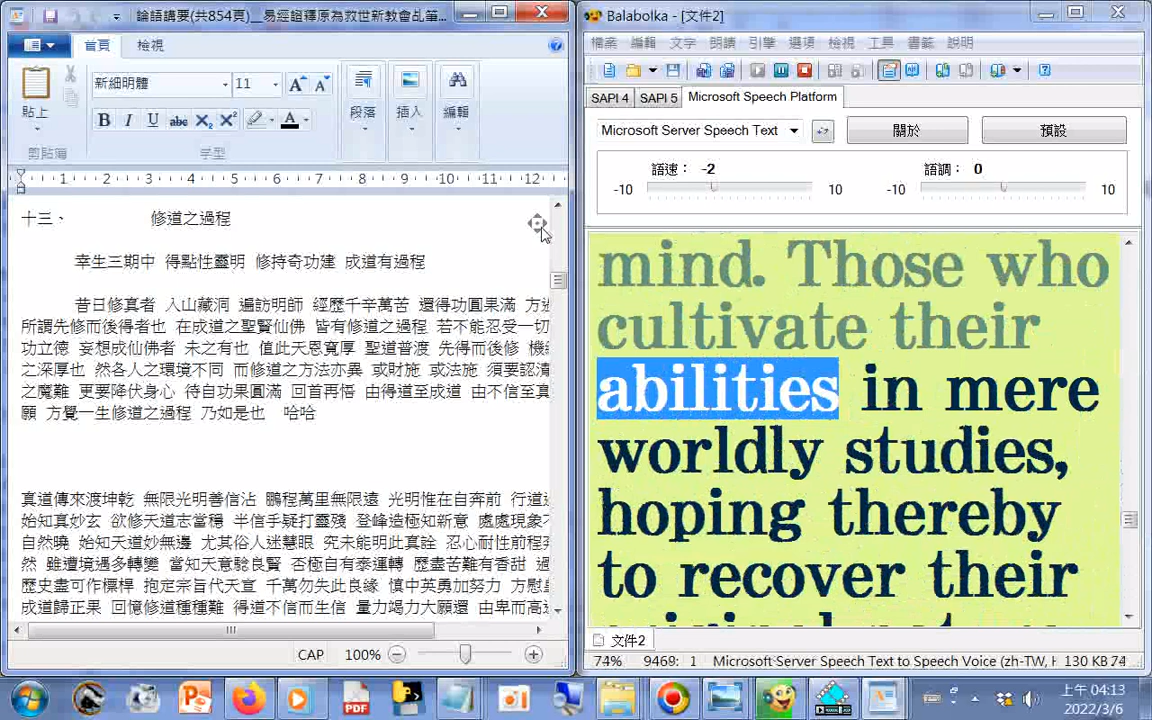 論語講要(共854頁)__易經證釋原為救世新教會乩筆...
首頁 檢視
新細明體 11
貼上
B I U abc X₂ X² A
段落
插入
編輯
剪貼簿
字型
1 2 3 4 5 6 7 8 9 10 11 12
十三、 修道之過程
幸生三期中 得點性靈明 修持奇功建 成道有過程
昔日修真者 入山藏洞 遍訪明師 經歷千辛萬苦 還得功圓果滿 方
所謂先修而後得者也 在成道之聖賢仙佛 皆有修道之過程 若不能忍受一切
功立德 妄想成仙佛者 未之有也 值此天恩寬厚 聖道普渡 先得而後修
之深厚也 然各人之環境不同 而修道之方法亦異 或財施 或法施 須要認清
之魔難 更要降伏身心 待自功果圓滿 回首再悟 由得道至成道 由不信至真
願 方覺一生修道之過程 乃如是也 哈哈
真道傳來渡坤乾 無限光明善信沾 鵬程萬里無限遠 光明惟在自奔前 行道
始知真妙玄 欲修天道志當穩 半信半疑打靈殘 登峰造極知新意 處處現象
自然曉 始知天道妙無邊 尤其俗人迷慧眼 究未能明此真詮 忍心耐性前程
然 雖遭境遇多轉變 當知天意驗良賢 否極自有泰運轉 歷盡苦難有香甜
歷史盡可作標桿 抱定宗旨代天宣 千萬勿失此良緣 慎中英勇加努力 方慰
成道歸正果 回憶修道種種難 得道不信而生信 量力竭力大願還 由卑而高
CAP 100%
Balabolka - [文件2]
檔案 編輯 文字 朗讀 引擎 選項 檢視 工具 書籤 說明
SAPI 4 SAPI 5 Microsoft Speech Platform
Microsoft Server Speech Text 關於 預設
語速： -2 語調： 0
-10 10 -10 10
mind. Those who
cultivate their
abilities in mere
worldly studies,
hoping thereby
to recover their
文件2
74% 9469: 1 Microsoft Server Speech Text to Speech Voice (zh-TW, H 130 KB 74
PDF
上午 04:13
2022/3/6